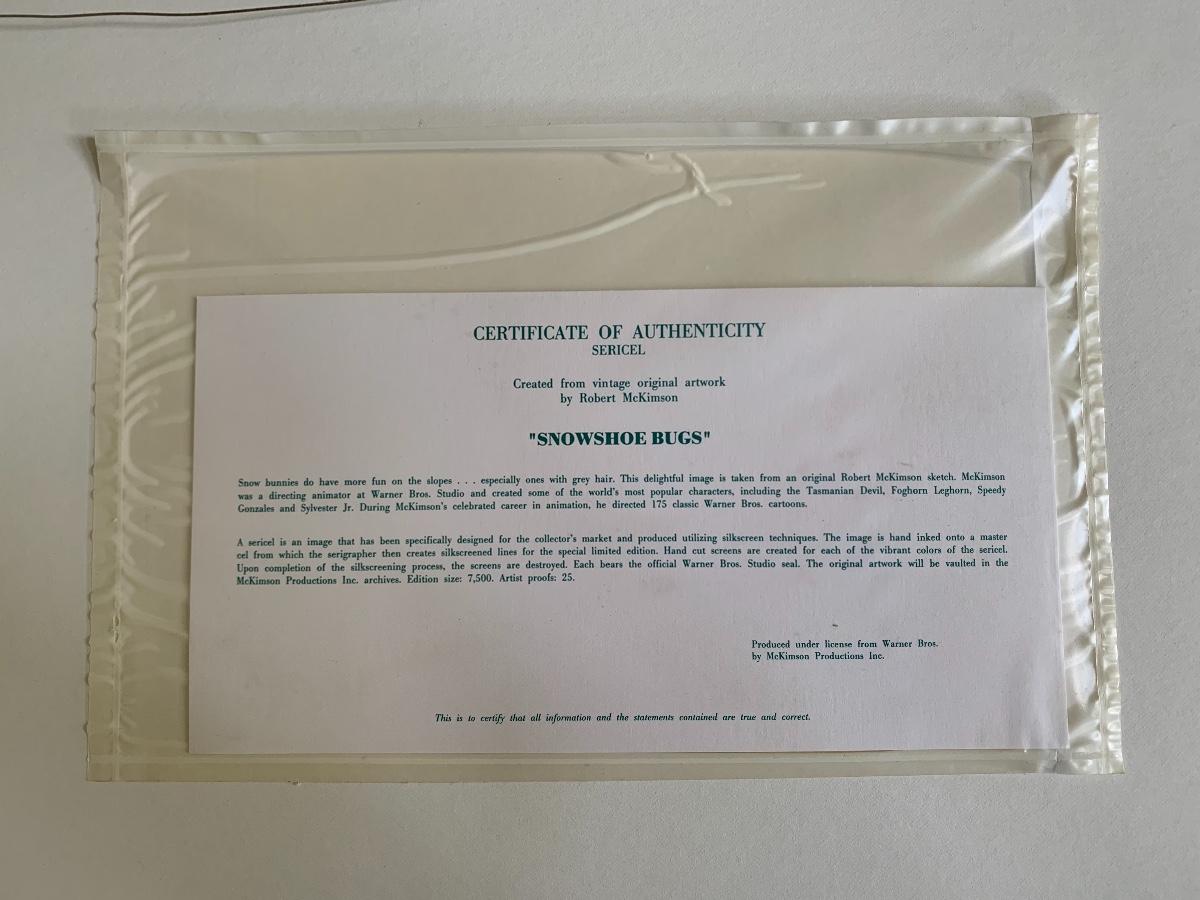 CERTIFICATE OF AUTHENTICITY
SERICEL
Created from vintage original artwork
by Robert McKimson
"SNOWSHOE BUGS"
Snow bunnies do have more fun on the slopes . . . especially ones with grey hair. This delightful image is taken from an original Robert McKimson sketch. McKimson
was a directing animator at Warner Bros. Studio and created some of the world's most popular characters, including the Tasmanian Devil, Foghorn Leghorn, Speedy
Gonzales and Sylvester Jr. During McKimson's celebrated career in animation, he directed 175 classic Warner Bros. cartoons.
A sericel is an image that has been specifically designed for the collector's market and produced utilizing silkscreen techniques. The image is hand inked onto a master
cel from which the serigrapher then creates silkscreened lines for the special limited edition. Hand cut screens are created for each of the vibrant colors of the sericel.
Upon completion of the silkscreening process, the screens are destroyed. Each bears the official Warner Bros. Studio seal. The original artwork will be vaulted in the
McKimson Productions Inc. archives. Edition size: 7,500. Artist proofs: 25.
Produced under license from Warner Bros.
by McKimson Productions Inc.
This is to certify that all information and the statements contained are true and correct.